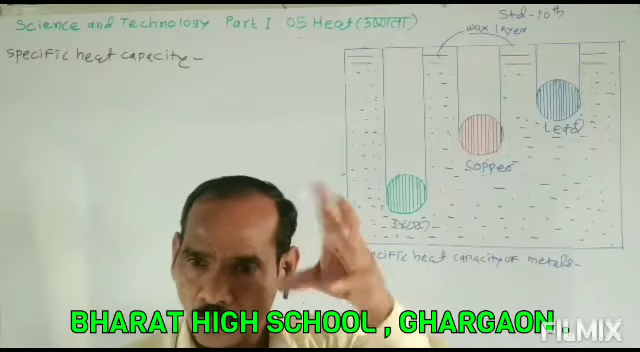 Std-10th
Science and Technology Part I 05 Heat (उष्णता)
wax layer
Specific heat capacity -
Lead
Copper
Iron
specific heat capacity of metals-
BHARAT HIGH SCHOOL , GHARGAON .
FILMIX